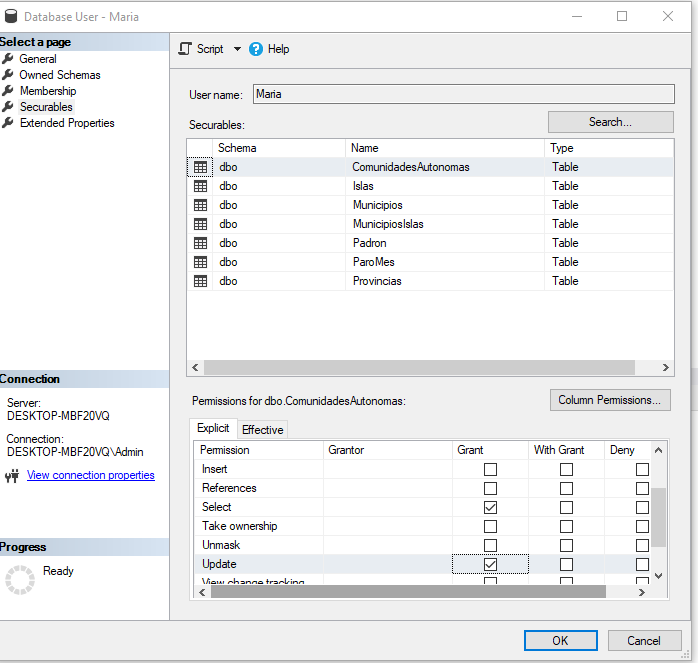 Database User - Maria
Select a page
General
Owned Schemas
Membership
Securables
Extended Properties
Connection
Server:
DESKTOP-MBF20VQ
Connection:
DESKTOP-MBF20VQ\Admin
View connection properties
Progress
Ready
Script Help
User name: Maria
Securables: Search...
Schema Name Type
dbo ComunidadesAutonomas Table
dbo Islas Table
dbo Municipios Table
dbo MunicipiosIslas Table
dbo Padron Table
dbo ParoMes Table
dbo Provincias Table
Permissions for dbo.ComunidadesAutonomas: Column Permissions...
Explicit Effective
Permission Grantor Grant With Grant Deny
Insert
References
Select
Take ownership
Unmask
Update
View change tracking
OK Cancel